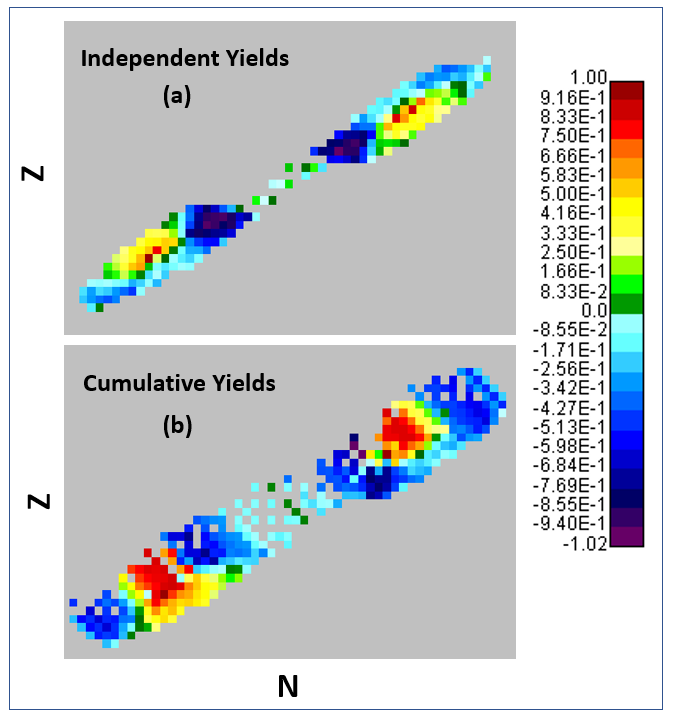 Independent Yields
(a)
Z
Cumulative Yields
(b)
Z
N
1.00
9.16E-1
8.33E-1
7.50E-1
6.66E-1
5.83E-1
5.00E-1
4.16E-1
3.33E-1
2.50E-1
1.66E-1
8.33E-2
0.0
-8.55E-2
-1.71E-1
-2.56E-1
-3.42E-1
-4.27E-1
-5.13E-1
-5.98E-1
-6.84E-1
-7.69E-1
-8.55E-1
-9.40E-1
-1.02